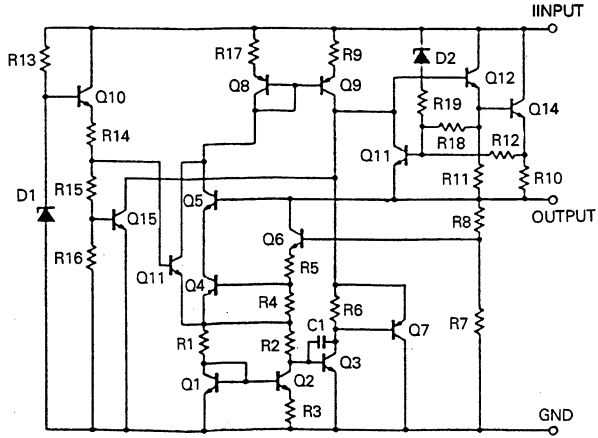 IINPUT
R17
R9
R13
D2
Q8
Q9
Q12
Q10
R19
Q14
R14
R18
R12
Q11
R11
R10
R15
D1
Q5
OUTPUT
Q15
R8
Q6
R16
R5
Q11
Q4
R4
R6
R7
C1
Q7
R1
R2
Q3
Q1
Q2
R3
GND